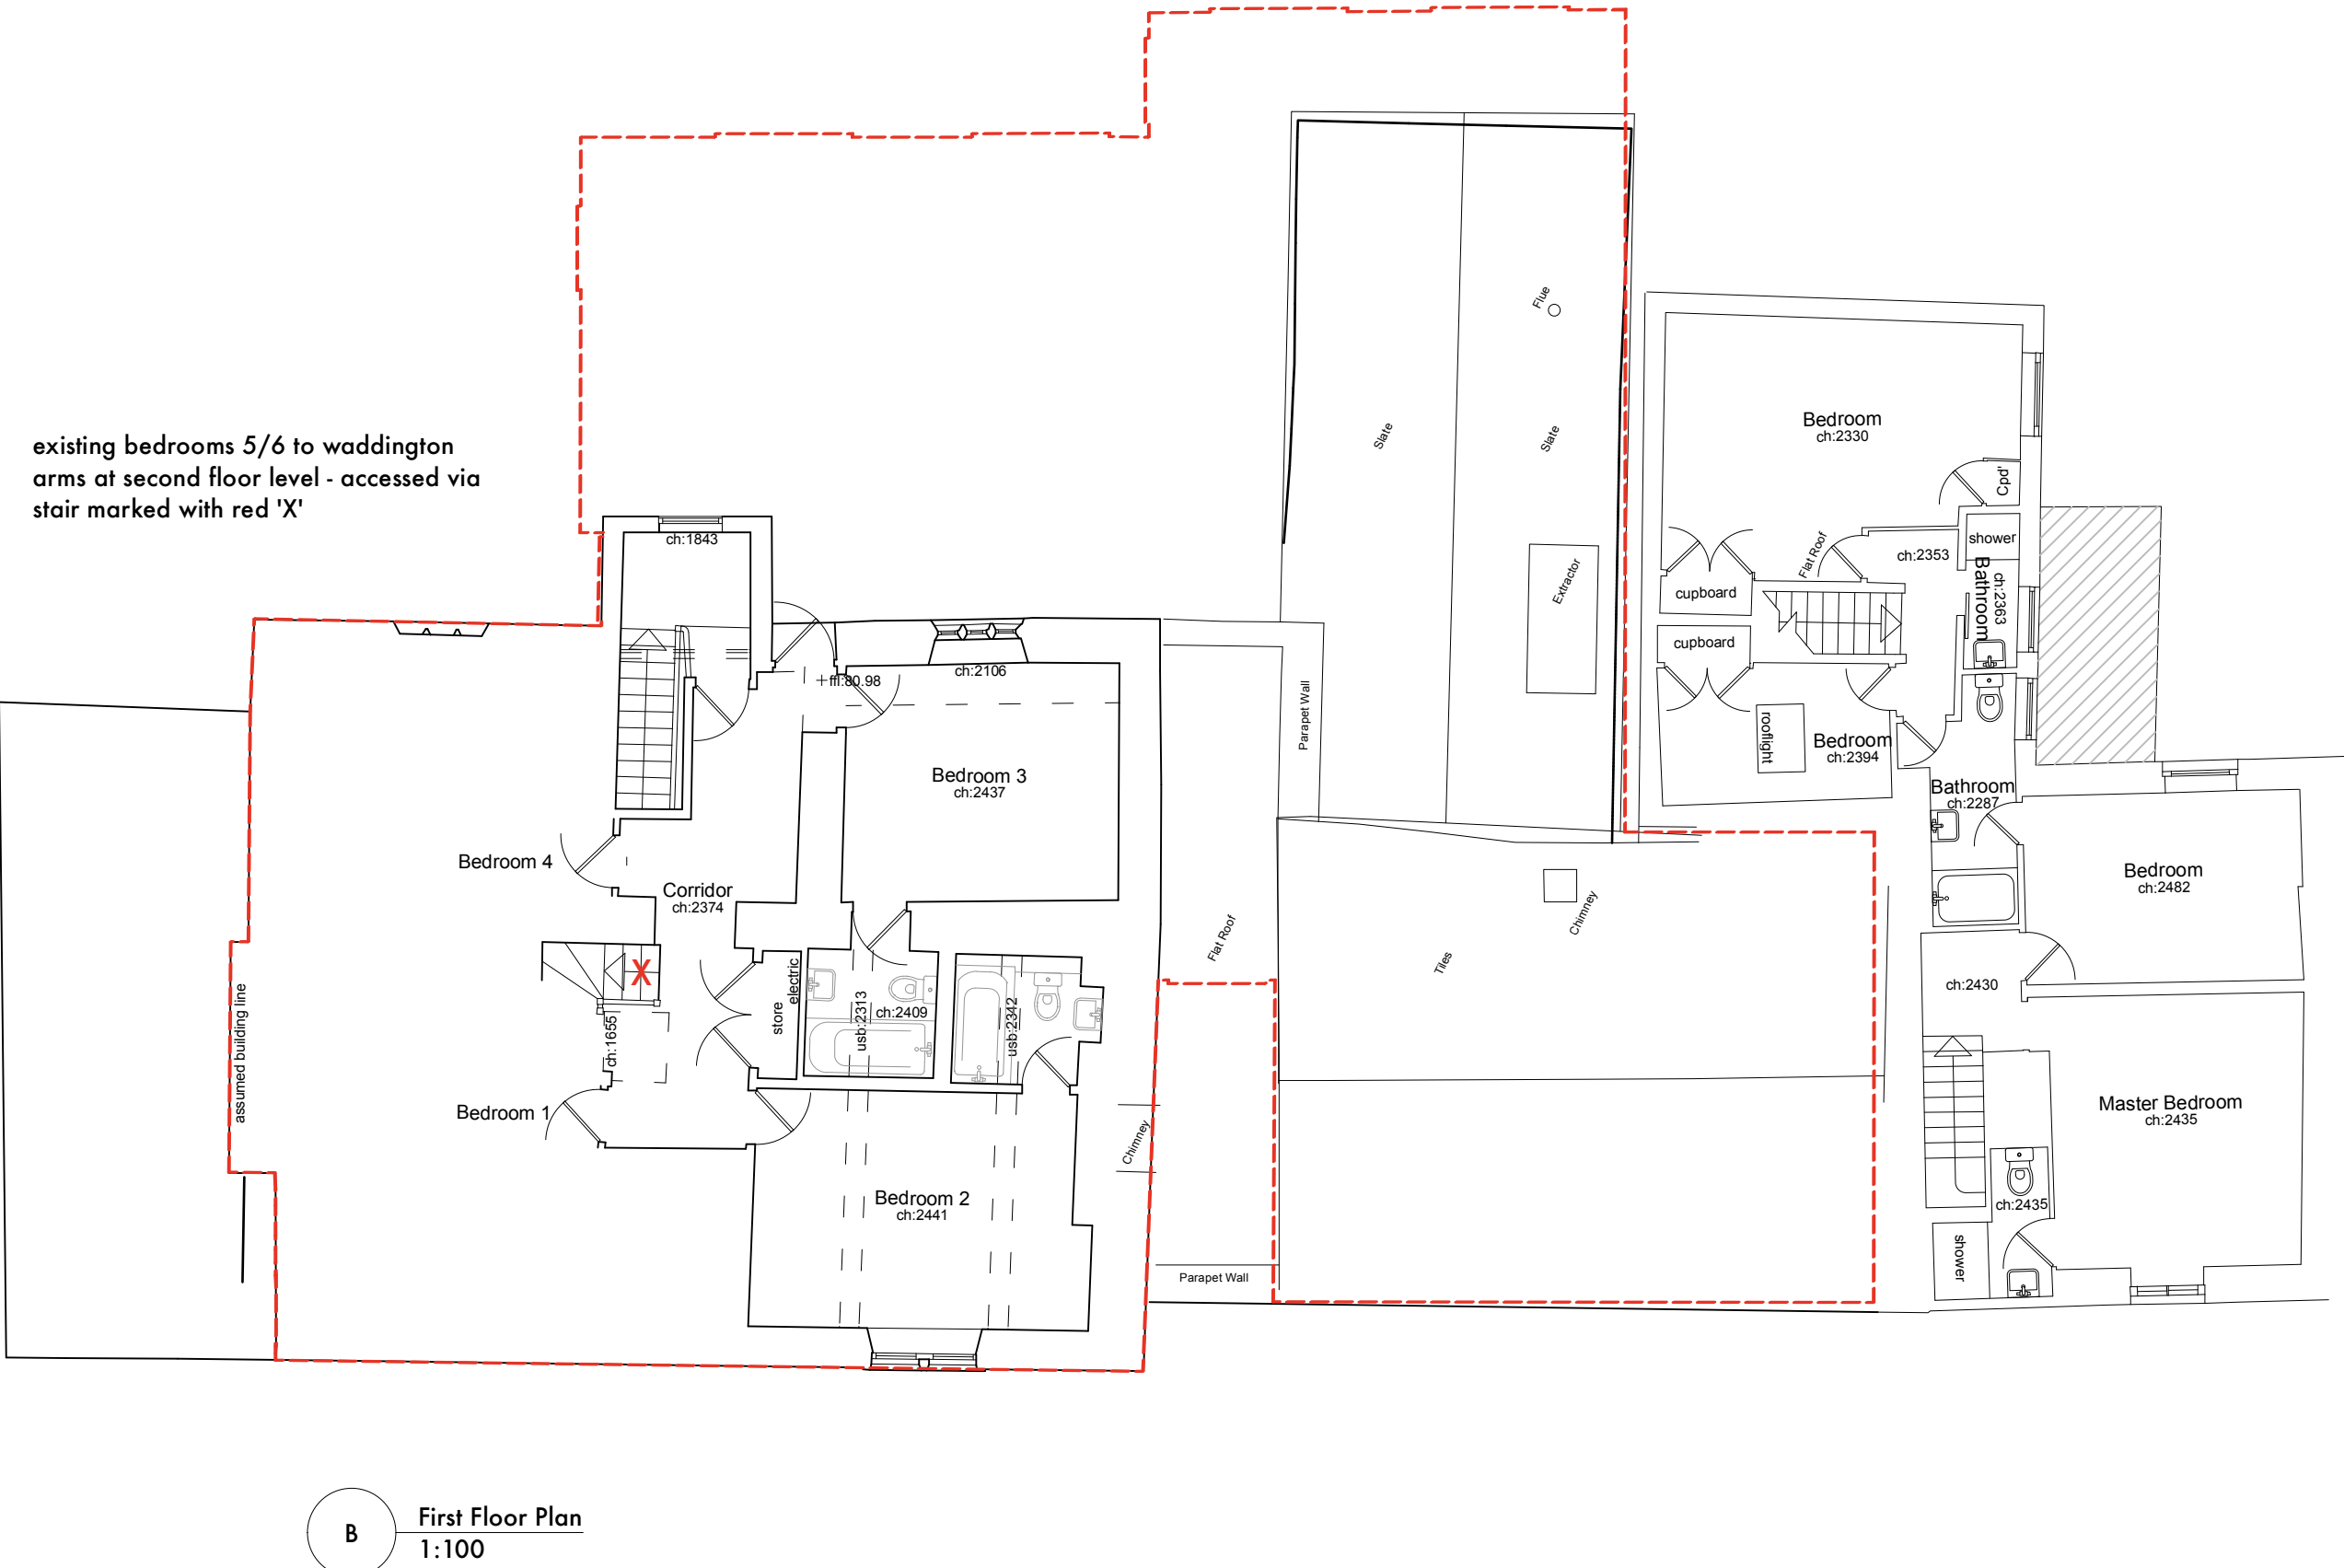 existing bedrooms 5/6 to waddington
arms at second floor level - accessed via
stair marked with red 'X'
ch:1843
+ffl:80.98
ch:2106
Bedroom 3
ch:2437
Bedroom 4
Corridor
ch:2374
X
assumed building line
ch:1655
store
electric
usb:2313
ch:2409
usb:2342
Bedroom 1
Bedroom 2
ch:2441
Chimney
Flat Roof
Parapet Wall
Parapet Wall
Slate
Slate
Flue
Extractor
Tiles
Chimney
Bedroom
ch:2330
Cpd'
Flat Roof
ch:2353
shower
Bathroom
ch:2363
cupboard
cupboard
rooflight
Bedroom
ch:2394
Bathroom
ch:2287
Bedroom
ch:2482
ch:2430
Master Bedroom
ch:2435
ch:2435
shower
B
First Floor Plan
1:100